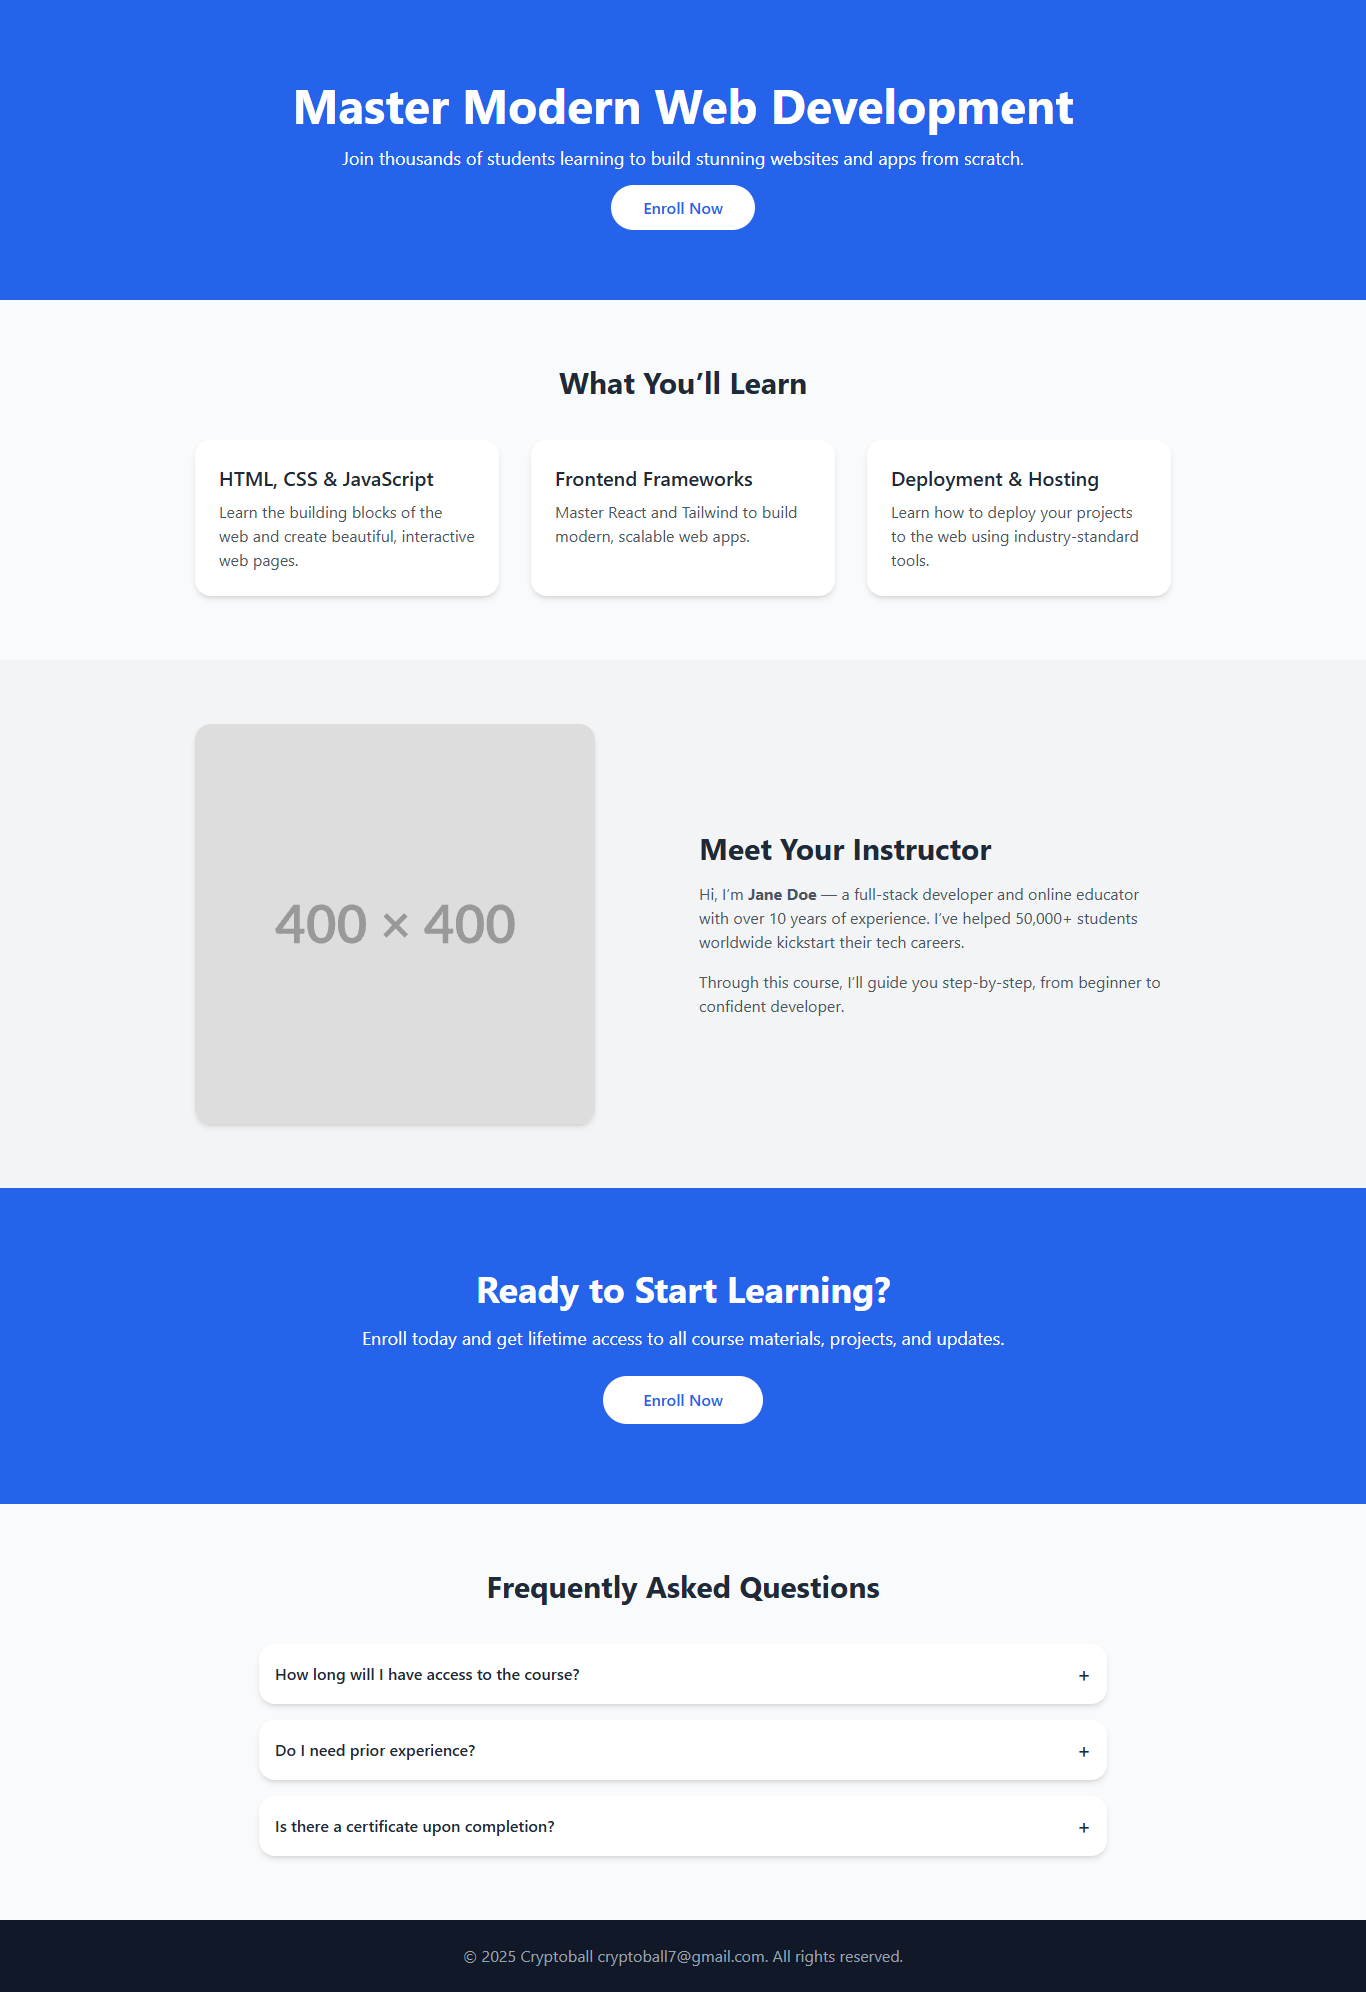 Master Modern Web Development
Join thousands of students learning to build stunning websites and apps from scratch.
Enroll Now
What You’ll Learn
HTML, CSS & JavaScript
Learn the building blocks of the
web and create beautiful, interactive
web pages.
Frontend Frameworks
Master React and Tailwind to build
modern, scalable web apps.
Deployment & Hosting
Learn how to deploy your projects
to the web using industry-standard
tools.
400 × 400
Meet Your Instructor
Hi, I’m Jane Doe — a full-stack developer and online educator
with over 10 years of experience. I’ve helped 50,000+ students
worldwide kickstart their tech careers.
Through this course, I’ll guide you step-by-step, from beginner to
confident developer.
Ready to Start Learning?
Enroll today and get lifetime access to all course materials, projects, and updates.
Enroll Now
Frequently Asked Questions
How long will I have access to the course? +
Do I need prior experience? +
Is there a certificate upon completion? +
© 2025 Cryptoball cryptoball7@gmail.com. All rights reserved.